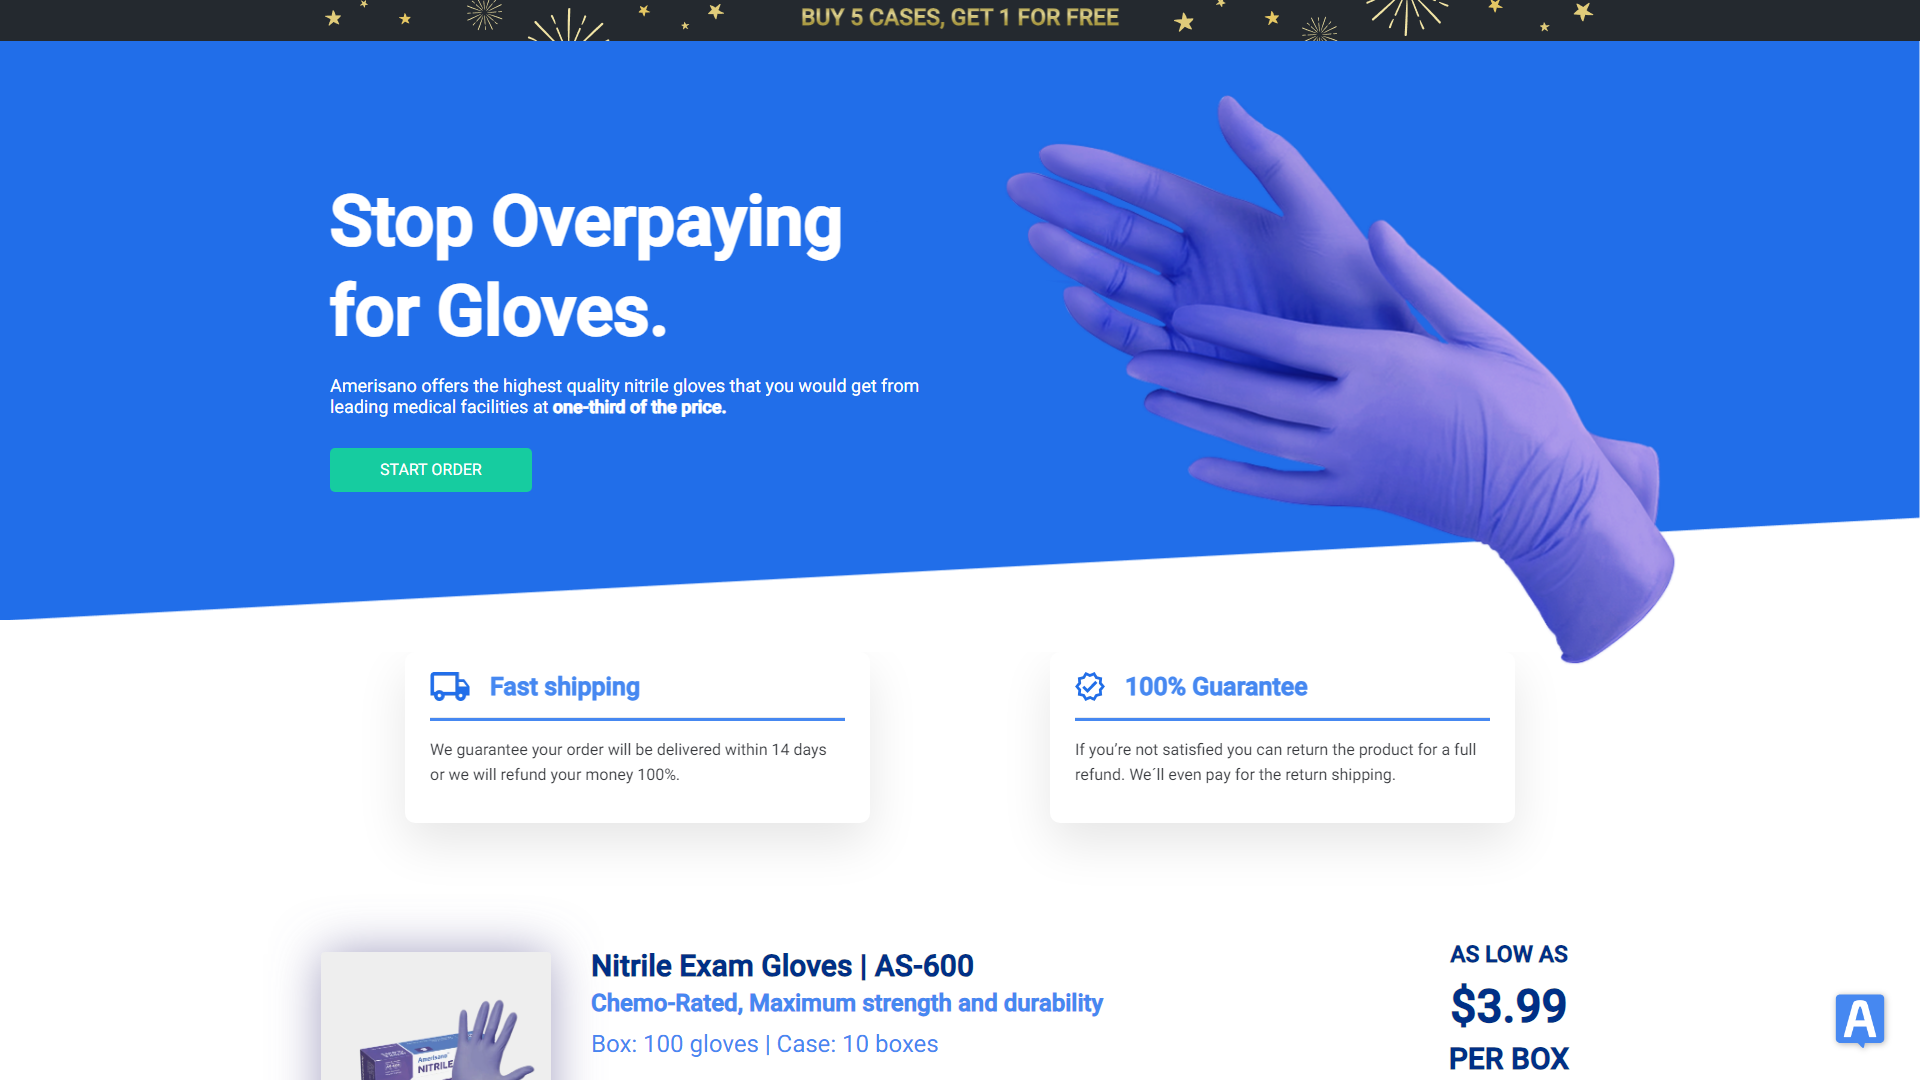 BUY 5 CASES, GET 1 FOR FREE
Stop Overpaying
for Gloves.
Amerisano offers the highest quality nitrile gloves that you would get from
leading medical facilities at one-third of the price.
START ORDER
Fast shipping
We guarantee your order will be delivered within 14 days
or we will refund your money 100%.
100% Guarantee
If you’re not satisfied you can return the product for a full
refund. We´ll even pay for the return shipping.
Nitrile Exam Gloves | AS-600
Chemo-Rated, Maximum strength and durability
Box: 100 gloves | Case: 10 boxes
AS LOW AS
$3.99
PER BOX
Amerisano
NITRILE
A